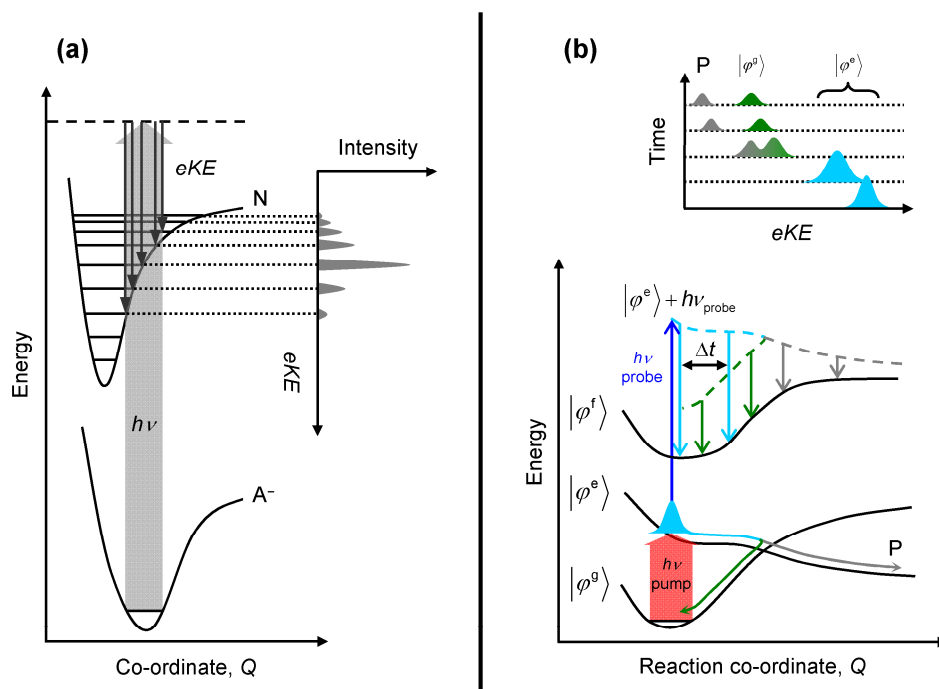 (a)
Intensity
eKE
N
eKE
Energy
hν
A⁻
Co-ordinate, Q
(b)
P |φᵍ⟩ |φᵉ⟩
Time
eKE
|φᵉ⟩ + hν_probe
hν
probe
Δt
|φᶠ⟩
Energy
|φᵉ⟩
P
hν
pump
|φᵍ⟩
Reaction co-ordinate, Q